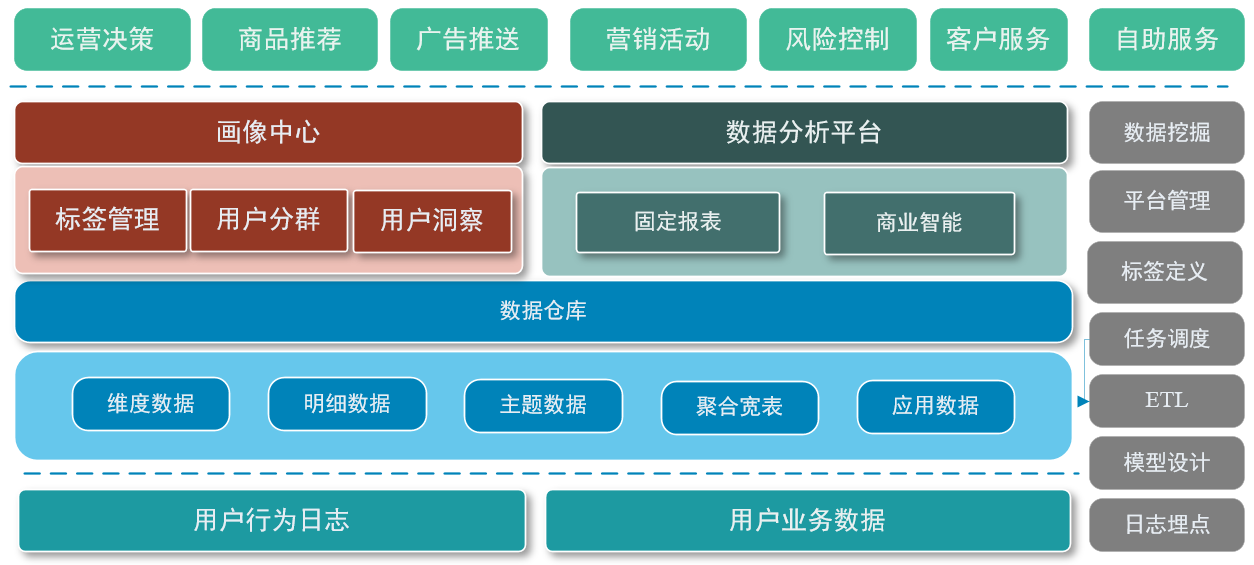 运营决策
商品推荐
广告推送
营销活动
风险控制
客户服务
自助服务
画像中心
数据分析平台
标签管理
用户分群
用户洞察
固定报表
商业智能
数据仓库
维度数据
明细数据
主题数据
聚合宽表
应用数据
用户行为日志
用户业务数据
数据挖掘
平台管理
标签定义
任务调度
ETL
模型设计
日志埋点